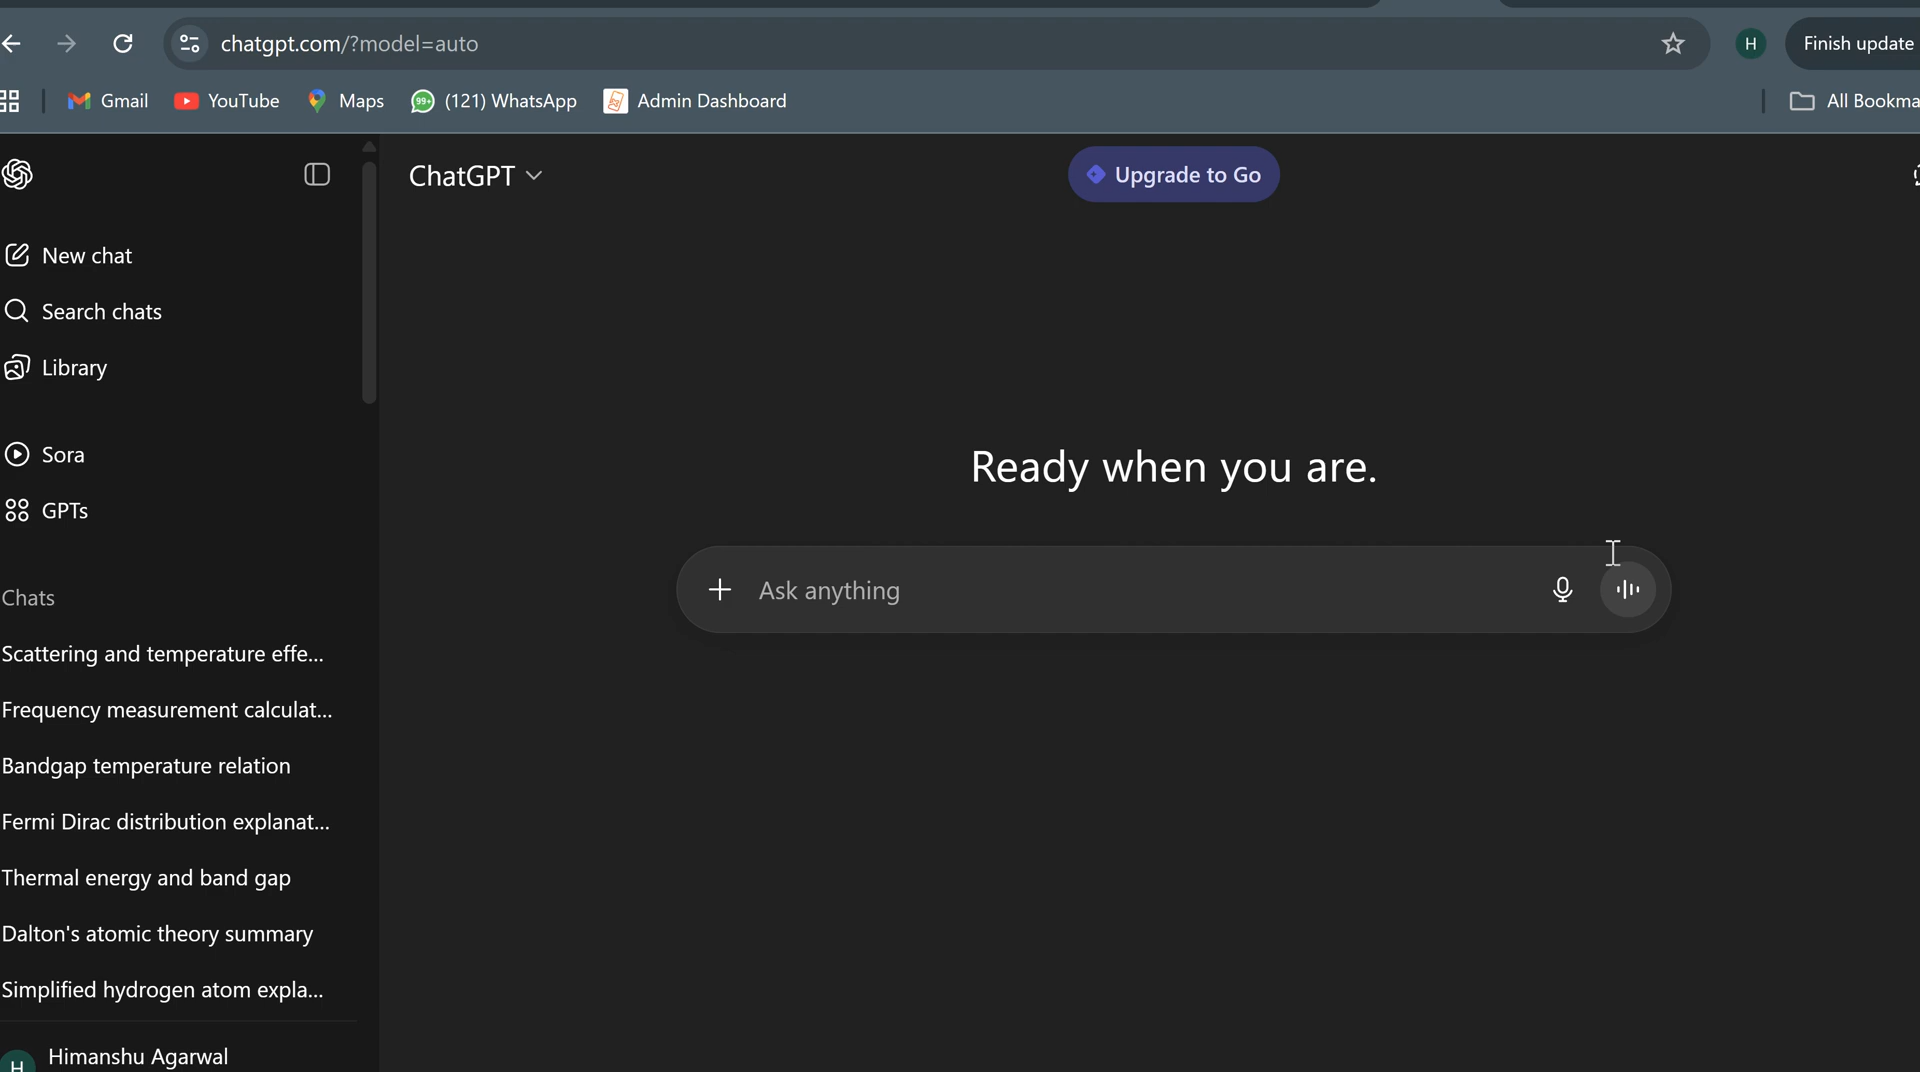 chatgpt.com/?model=auto
H
Finish update
Gmail
YouTube
Maps
99+
(121) WhatsApp
Admin Dashboard
All Bookma
ChatGPT
Upgrade to Go
New chat
Search chats
Library
Sora
GPTs
Chats
Scattering and temperature effe...
Frequency measurement calculat...
Bandgap temperature relation
Fermi Dirac distribution explanat...
Thermal energy and band gap
Dalton's atomic theory summary
Simplified hydrogen atom expla...
H
Himanshu Agarwal
Ready when you are.
Ask anything